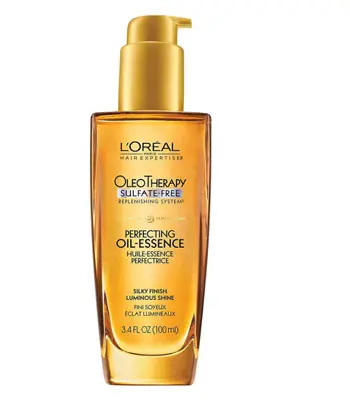 L'ORÉAL
PARIS
HAIR EXPERTISE®
OLEOTHERAPY
SULFATE-FREE
REPLENISHING SYSTEM
PERFECTING
OIL-ESSENCE
HUILE-ESSENCE
PERFECTRICE
SILKY FINISH
LUMINOUS SHINE
FINI SOYEUX
ÉCLAT LUMINEAUX
3.4 FL OZ (100 ml)